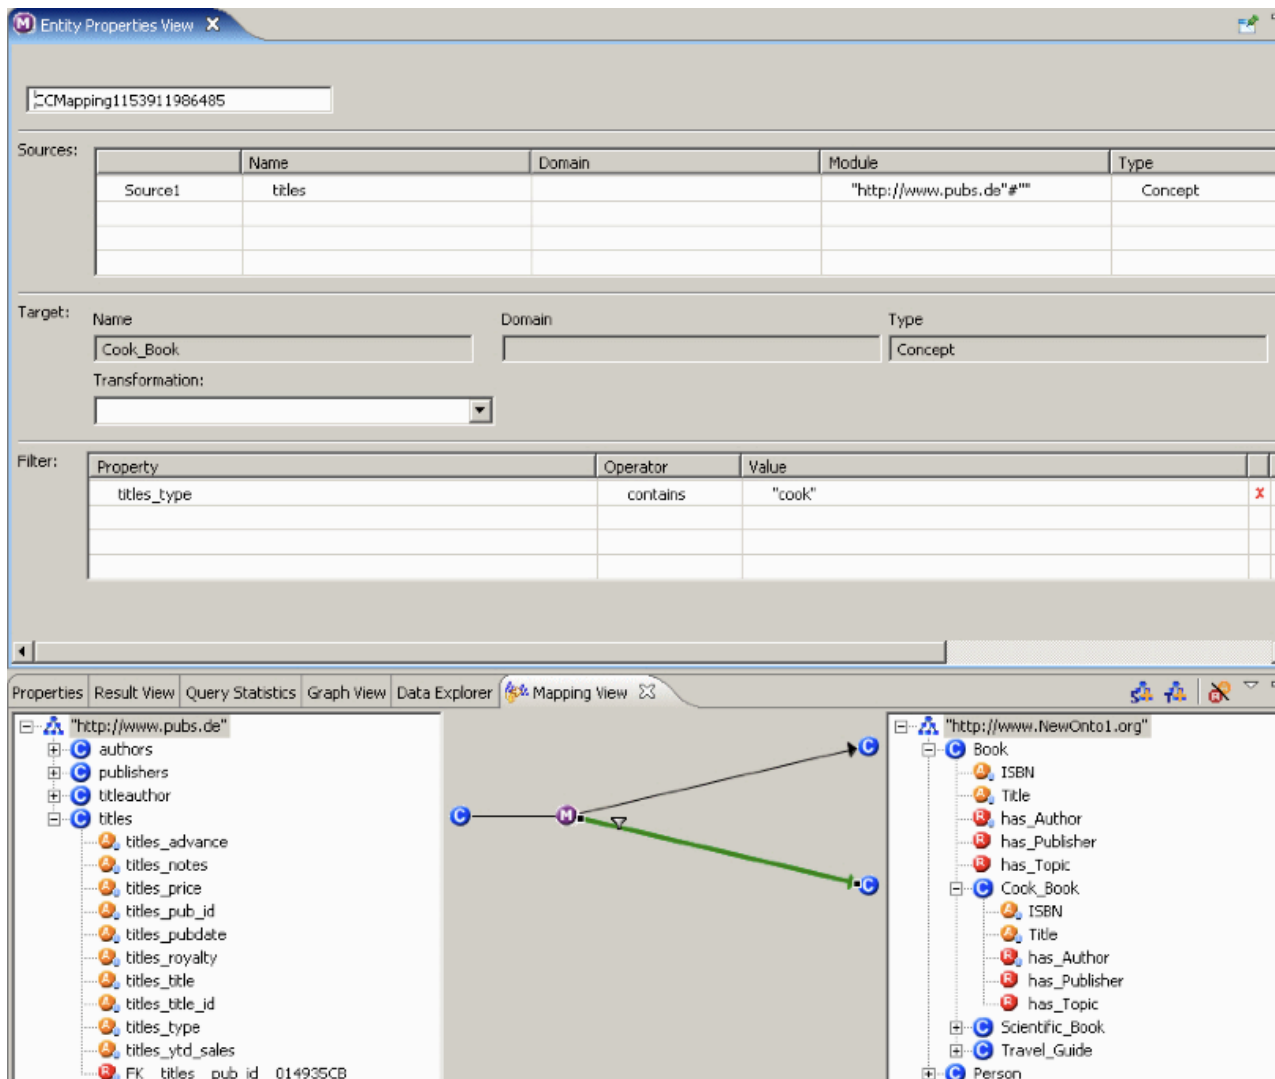 Entity Properties View
CCMapping1153911986485
Sources:
Name Domain Module Type
Source1 titles "http://www.pubs.de"#"" Concept
Target:
Name Domain Type
Cook_Book Concept
Transformation:
Filter:
Property Operator Value
titles_type contains "cook"
Properties Result View Query Statistics Graph View Data Explorer Mapping View
"http://www.pubs.de"
authors
publishers
titleauthor
titles
titles_advance
titles_notes
titles_price
titles_pub_id
titles_pubdate
titles_royalty
titles_title
titles_title_id
titles_type
titles_ytd_sales
FK__titles__pub_id__014935CB
C
M
C
C
"http://www.NewOnto1.org"
Book
ISBN
Title
has_Author
has_Publisher
has_Topic
Cook_Book
ISBN
Title
has_Author
has_Publisher
has_Topic
Scientific_Book
Travel_Guide
Person